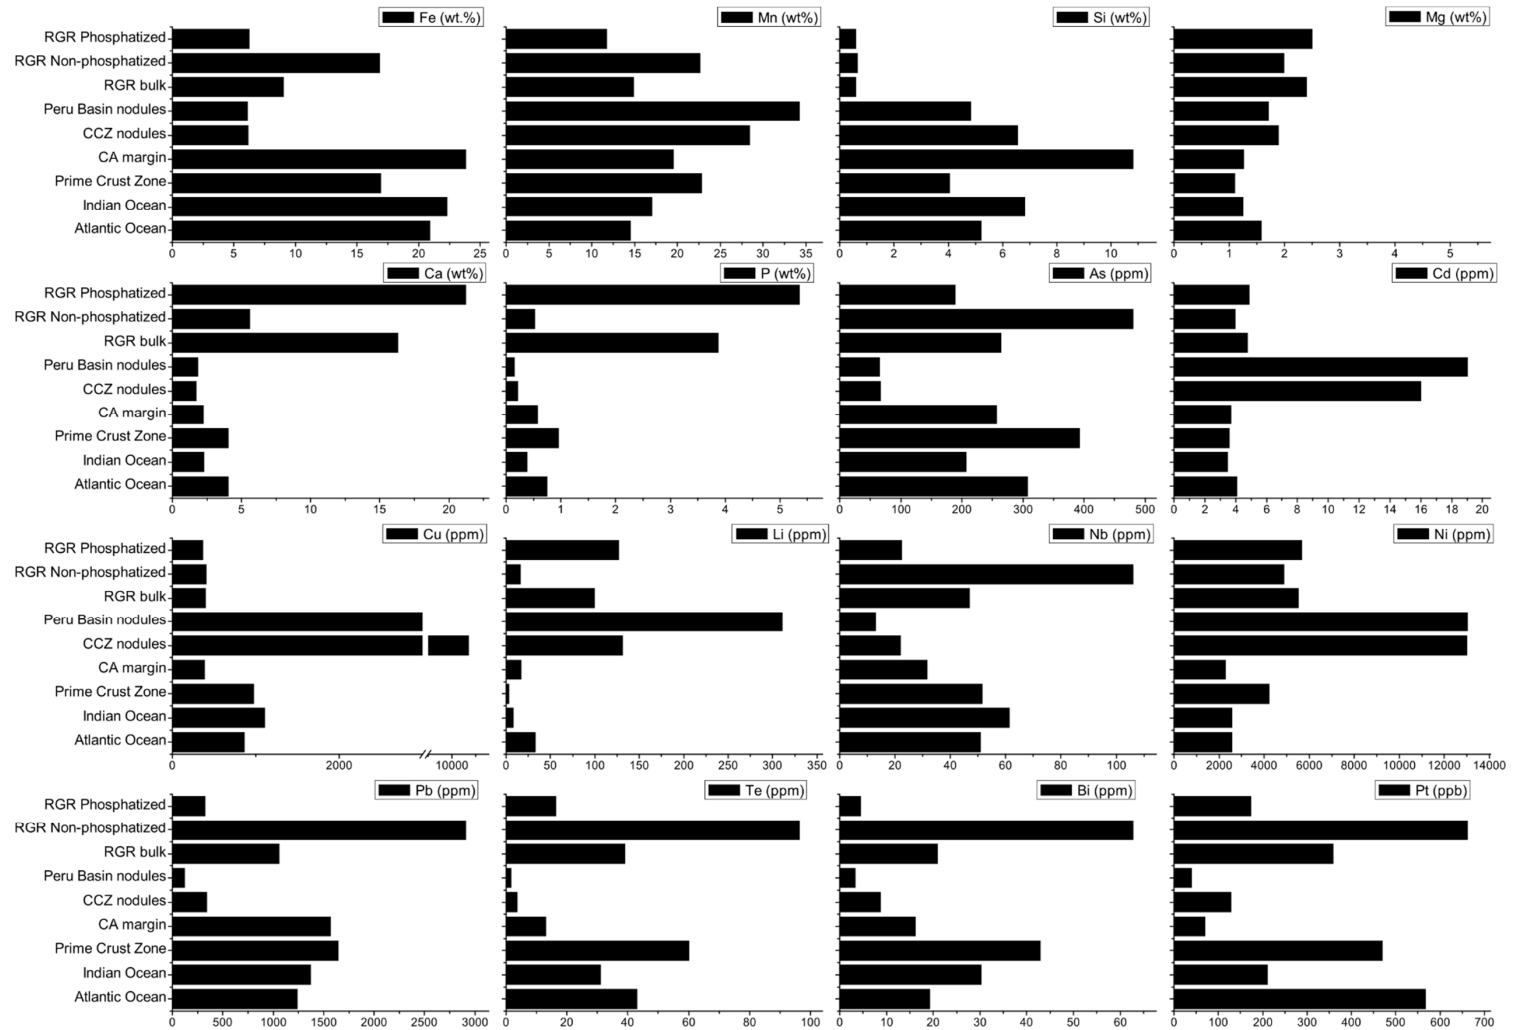 Fe (wt.%)
Mn (wt%)
Si (wt%)
Mg (wt%)
RGR Phosphatized
RGR Non-phosphatized
RGR bulk
Peru Basin nodules
CCZ nodules
CA margin
Prime Crust Zone
Indian Ocean
Atlantic Ocean
0 5 10 15 20 25
0 5 10 15 20 25 30 35
0 2 4 6 8 10
0 1 2 3 4 5
Ca (wt%)
P (wt%)
As (ppm)
Cd (ppm)
RGR Phosphatized
RGR Non-phosphatized
RGR bulk
Peru Basin nodules
CCZ nodules
CA margin
Prime Crust Zone
Indian Ocean
Atlantic Ocean
0 5 10 15 20
0 1 2 3 4 5
0 100 200 300 400 500
0 2 4 6 8 10 12 14 16 18 20
Cu (ppm)
Li (ppm)
Nb (ppm)
Ni (ppm)
RGR Phosphatized
RGR Non-phosphatized
RGR bulk
Peru Basin nodules
CCZ nodules
CA margin
Prime Crust Zone
Indian Ocean
Atlantic Ocean
0 2000 10000
0 50 100 150 200 250 300 350
0 20 40 60 80 100
0 2000 4000 6000 8000 10000 12000 14000
Pb (ppm)
Te (ppm)
Bi (ppm)
Pt (ppb)
RGR Phosphatized
RGR Non-phosphatized
RGR bulk
Peru Basin nodules
CCZ nodules
CA margin
Prime Crust Zone
Indian Ocean
Atlantic Ocean
0 500 1000 1500 2000 2500 3000
0 20 40 60 80 100
0 10 20 30 40 50 60
0 100 200 300 400 500 600 700